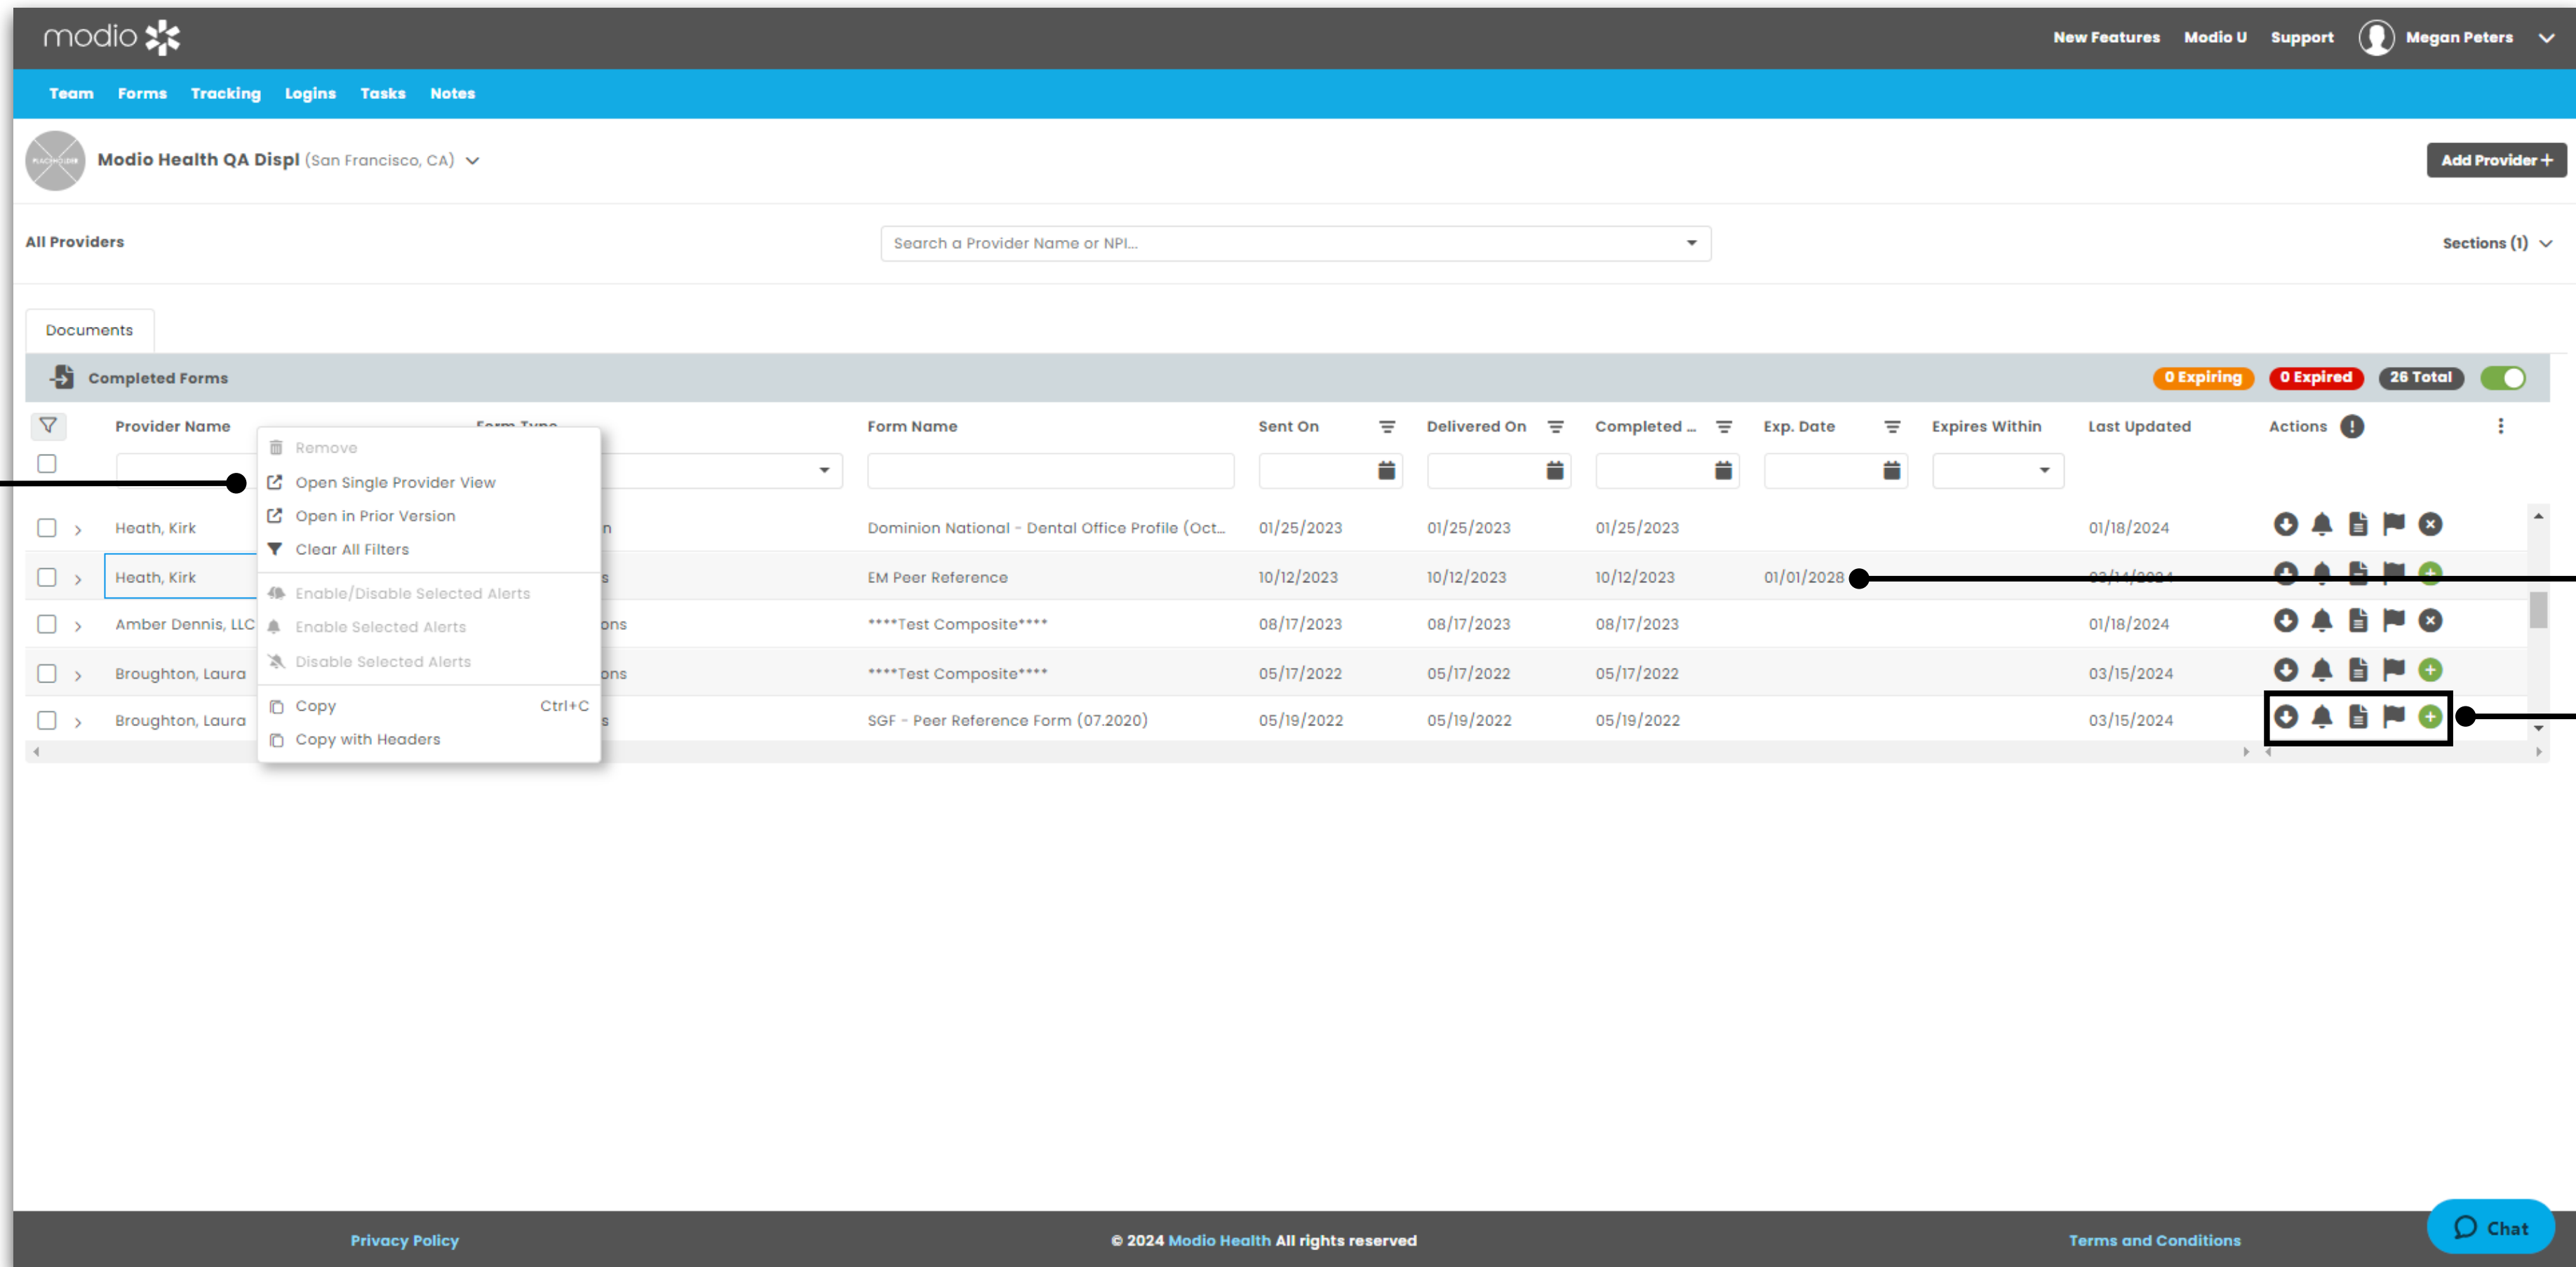 modio
New Features Modio U Support Megan Peters
Team Forms Tracking Logins Tasks Notes
PLACEHOLDER
Modio Health QA Displ (San Francisco, CA)
Add Provider +
All Providers
Search a Provider Name or NPI...
Sections (1)
Documents
Completed Forms
0 Expiring 0 Expired 26 Total
Provider Name Form Type Form Name Sent On Delivered On Completed ... Exp. Date Expires Within Last Updated Actions
Remove
Open Single Provider View
Open in Prior Version
Clear All Filters
Enable/Disable Selected Alerts
Enable Selected Alerts
Disable Selected Alerts
Copy Ctrl+C
Copy with Headers
Heath, Kirk n Dominion National - Dental Office Profile (Oct... 01/25/2023 01/25/2023 01/25/2023 01/18/2024
Heath, Kirk s EM Peer Reference 10/12/2023 10/12/2023 10/12/2023 01/01/2028 03/14/2024
Amber Dennis, LLC ons ****Test Composite**** 08/17/2023 08/17/2023 08/17/2023 01/18/2024
Broughton, Laura ons ****Test Composite**** 05/17/2022 05/17/2022 05/17/2022 03/15/2024
Broughton, Laura s SGF - Peer Reference Form (07.2020) 05/19/2022 05/19/2022 05/19/2022 03/15/2024
Privacy Policy © 2024 Modio Health All rights reserved Terms and Conditions
Chat